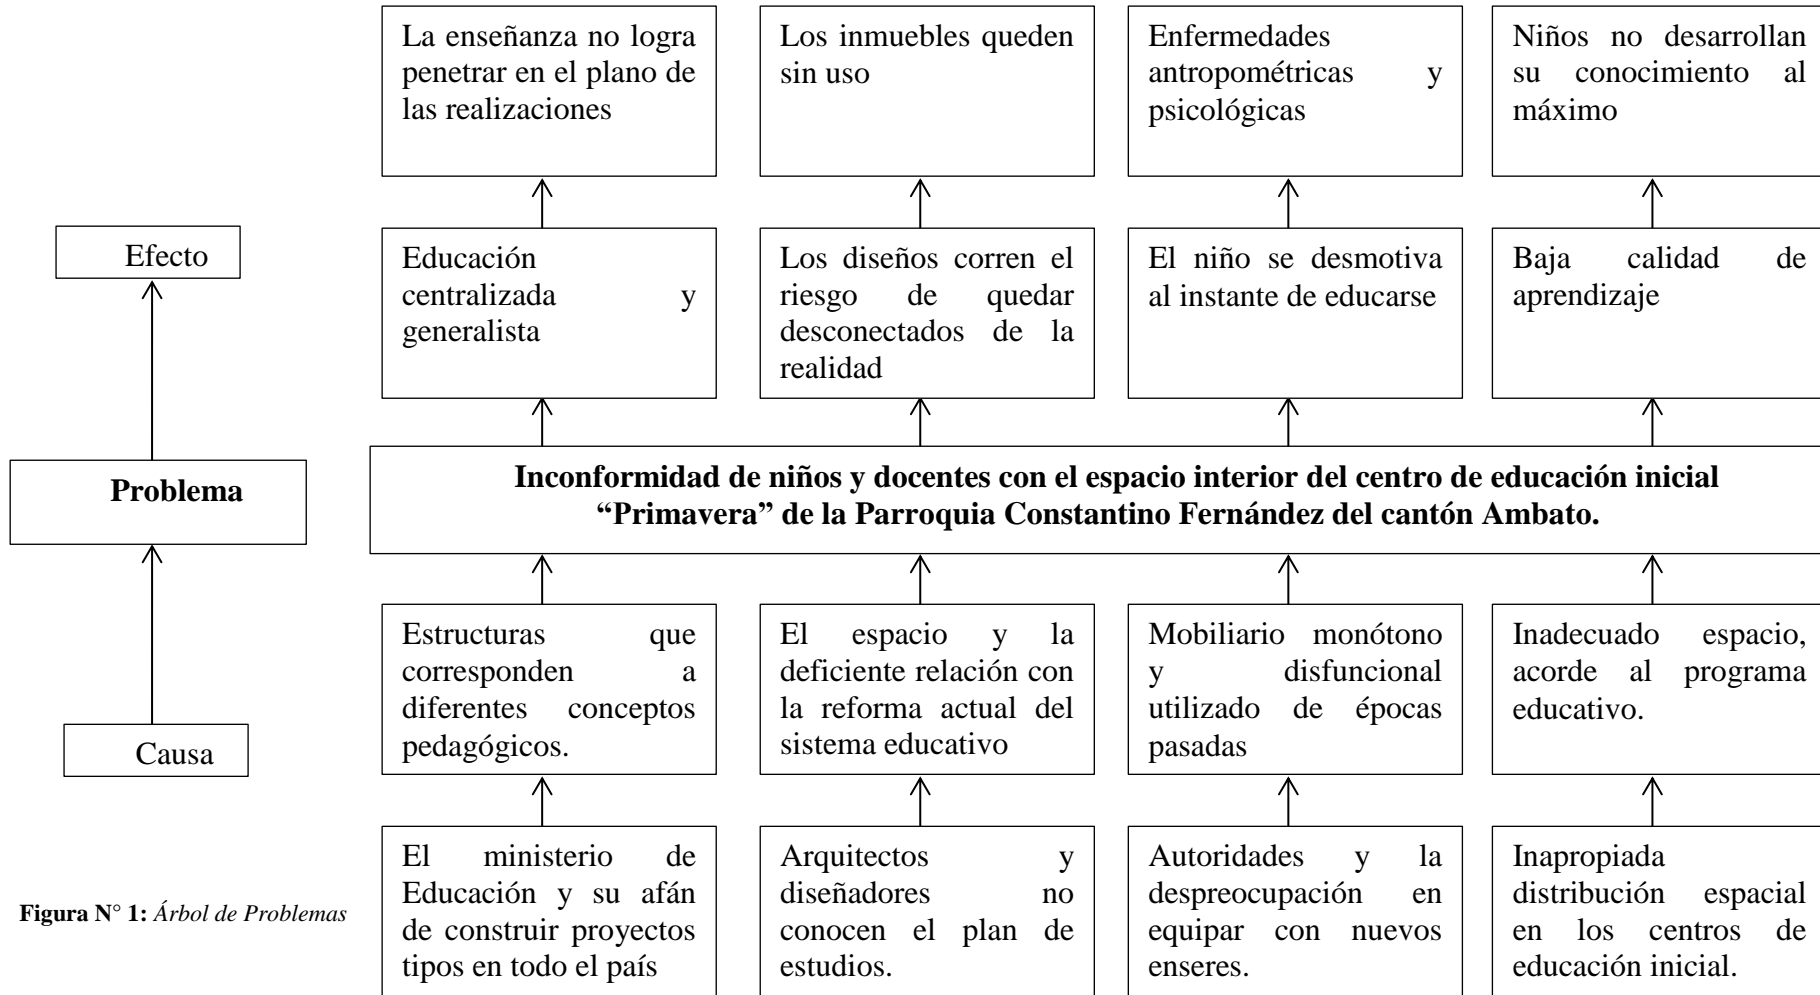 La enseñanza no logra
penetrar en el plano de
las realizaciones
Los inmuebles queden
sin uso
Enfermedades
antropométricas y
psicológicas
Niños no desarrollan
su conocimiento al
máximo
Efecto
Educación
centralizada y
generalista
Los diseños corren el
riesgo de quedar
desconectados de la
realidad
El niño se desmotiva
al instante de educarse
Baja calidad de
aprendizaje
Problema
Inconformidad de niños y docentes con el espacio interior del centro de educación inicial
“Primavera” de la Parroquia Constantino Fernández del cantón Ambato.
Causa
Estructuras que
corresponden a
diferentes conceptos
pedagógicos.
El espacio y la
deficiente relación con
la reforma actual del
sistema educativo
Mobiliario monótono
y disfuncional
utilizado de épocas
pasadas
Inadecuado espacio,
acorde al programa
educativo.
El ministerio de
Educación y su afán
de construir proyectos
tipos en todo el país
Arquitectos y
diseñadores no
conocen el plan de
estudios.
Autoridades y la
despreocupación en
equipar con nuevos
enseres.
Inapropiada
distribución espacial
en los centros de
educación inicial.
Figura N° 1: Árbol de Problemas